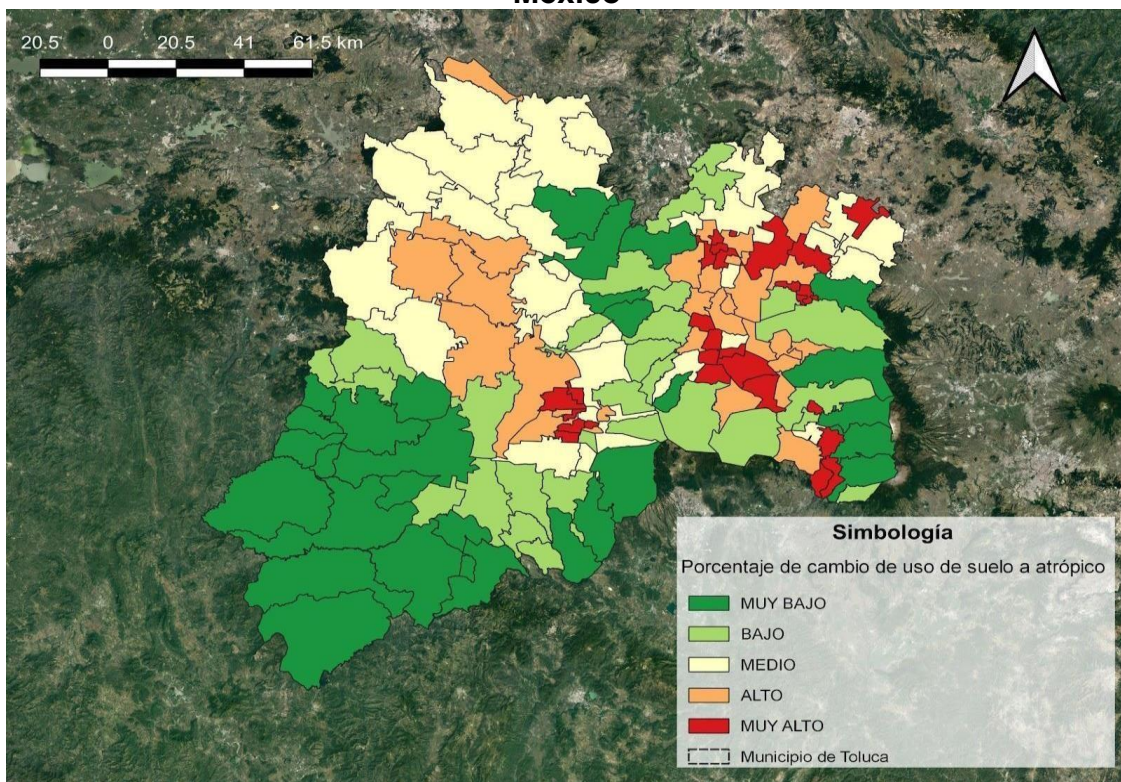 México
20.5 0 20.5 41 61.5 km
Simbología
Porcentaje de cambio de uso de suelo a atrópico
MUY BAJO
BAJO
MEDIO
ALTO
MUY ALTO
Municipio de Toluca